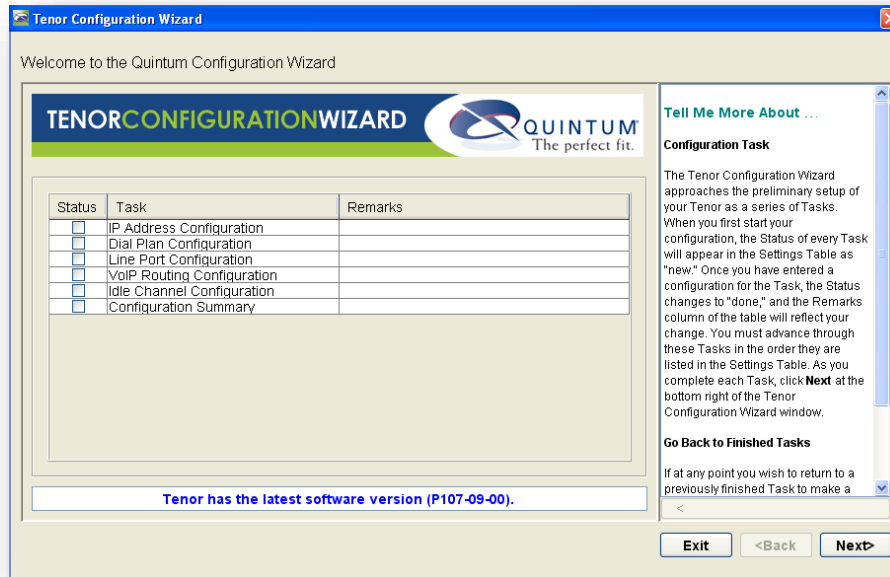 Tenor Configuration Wizard
Welcome to the Quintum Configuration Wizard
TENORCONFIGURATIONWIZARD
QUINTUM
The perfect fit.
Status Task Remarks
IP Address Configuration
Dial Plan Configuration
Line Port Configuration
VoIP Routing Configuration
Idle Channel Configuration
Configuration Summary
Tenor has the latest software version (P107-09-00).
Tell Me More About ...
Configuration Task
The Tenor Configuration Wizard
approaches the preliminary setup of
your Tenor as a series of Tasks.
When you first start your
configuration, the Status of every Task
will appear in the Settings Table as
"new." Once you have entered a
configuration for the Task, the Status
changes to "done," and the Remarks
column of the table will reflect your
change. You must advance through
these Tasks in the order they are
listed in the Settings Table. As you
complete each Task, click Next at the
bottom right of the Tenor
Configuration Wizard window.
Go Back to Finished Tasks
If at any point you wish to return to a
previously finished Task to make a
Exit <Back Next>